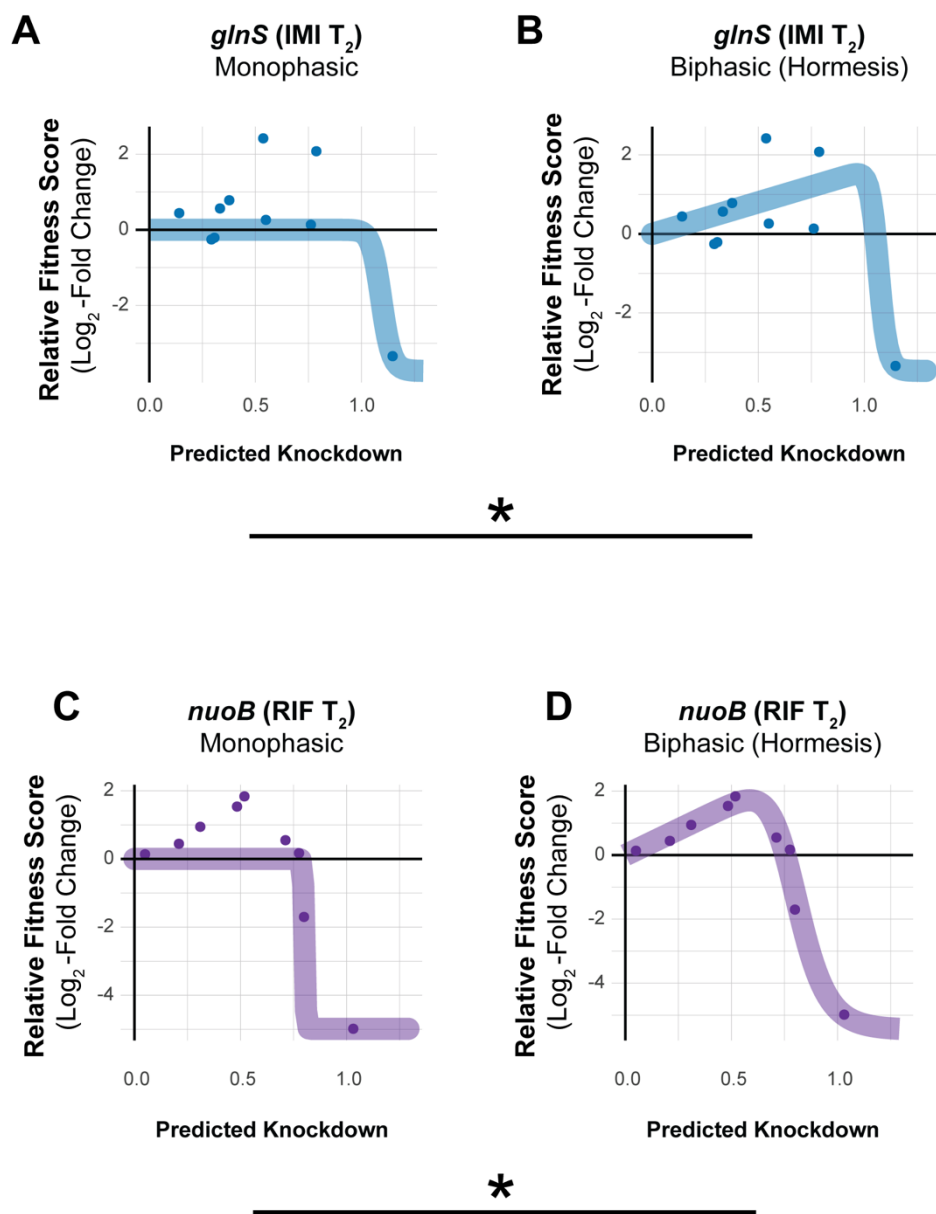 A
glnS (IMI T2)
Monophasic
Relative Fitness Score
(Log2 -Fold Change)
2
0
-2
0.0 0.5 1.0
Predicted Knockdown
B
glnS (IMI T2)
Biphasic (Hormesis)
Relative Fitness Score
(Log2 -Fold Change)
2
0
-2
0.0 0.5 1.0
Predicted Knockdown
*
C
nuoB (RIF T2)
Monophasic
Relative Fitness Score
(Log2 -Fold Change)
2
0
-2
-4
0.0 0.5 1.0
Predicted Knockdown
D
nuoB (RIF T2)
Biphasic (Hormesis)
Relative Fitness Score
(Log2 -Fold Change)
2
0
-2
-4
0.0 0.5 1.0
Predicted Knockdown
*